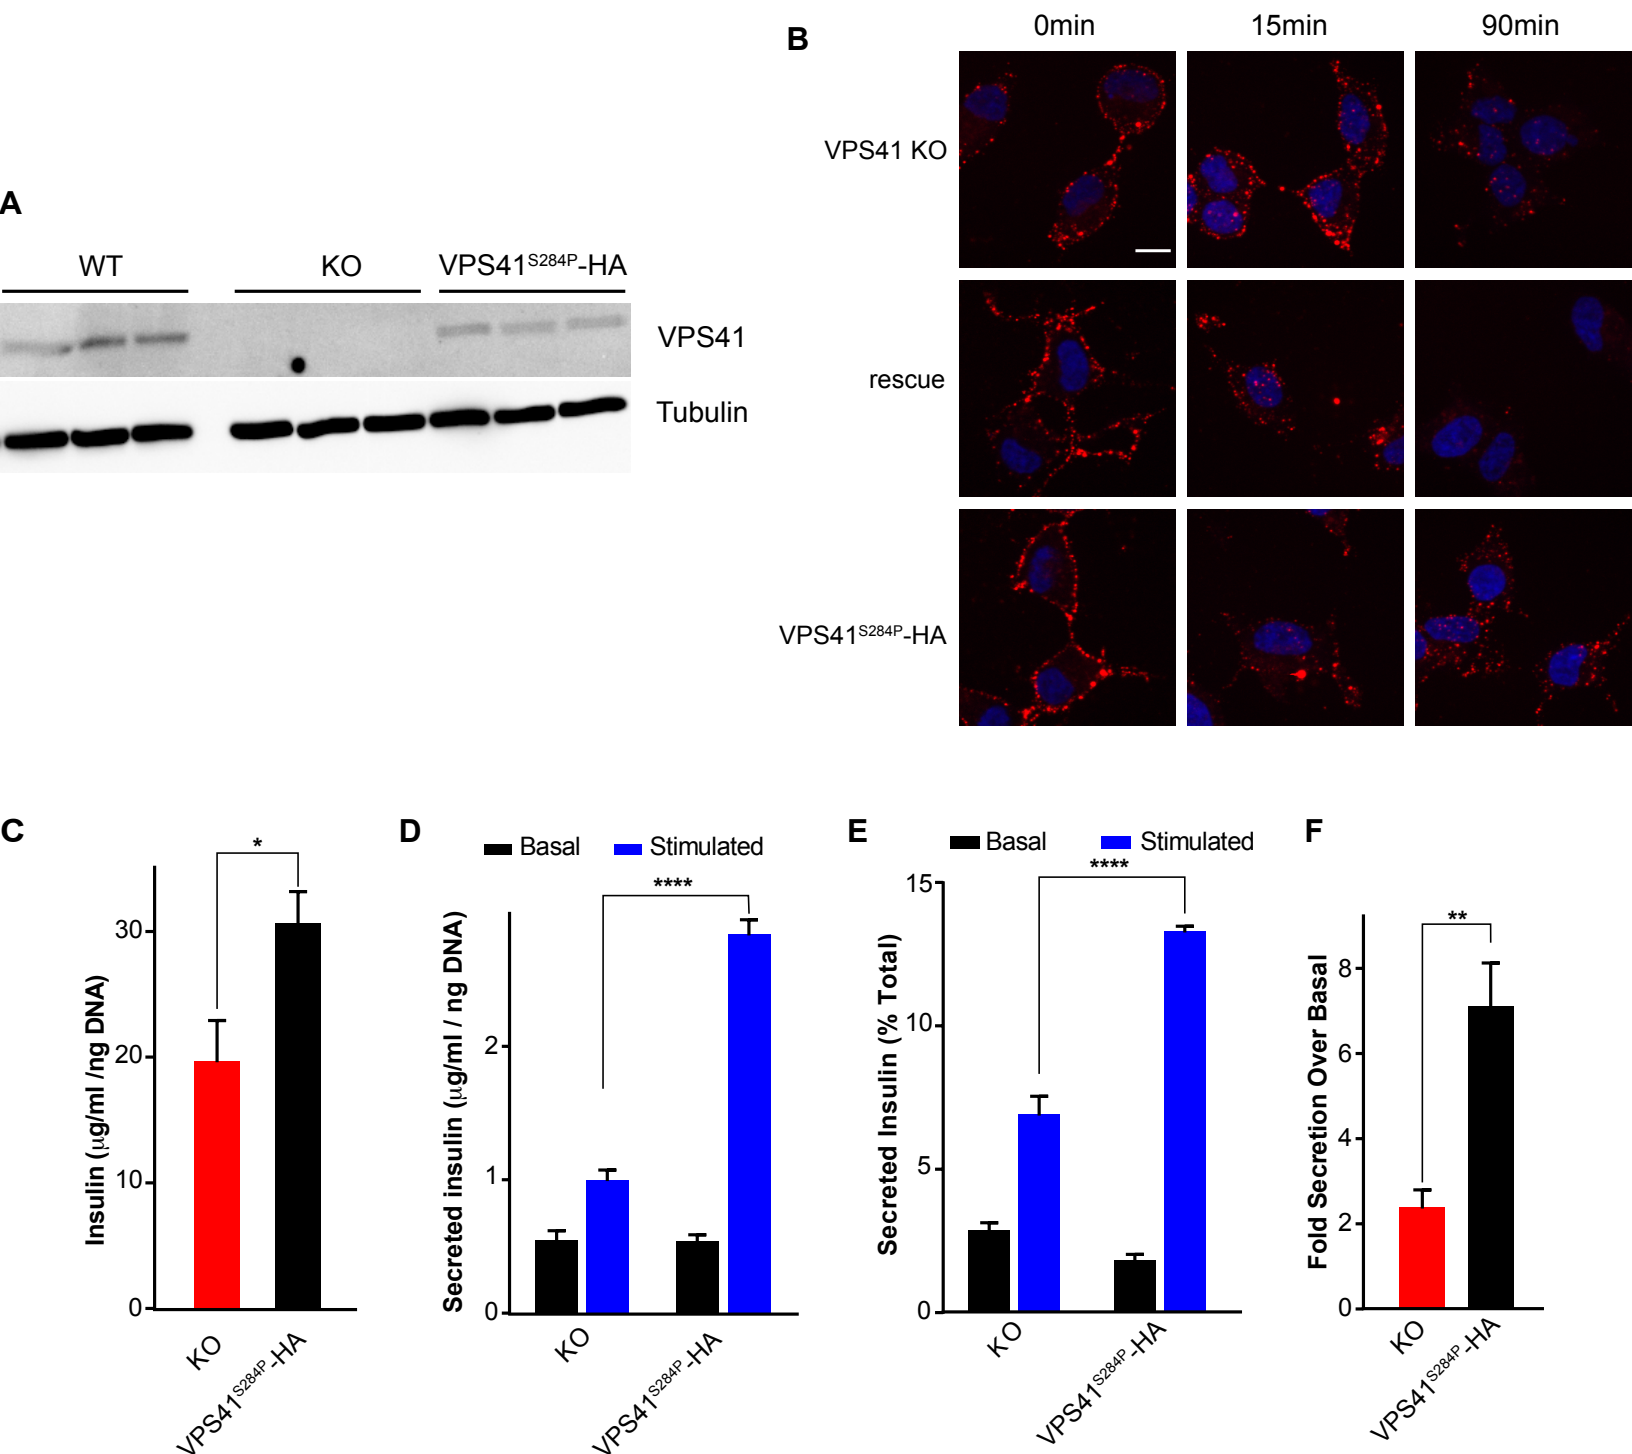 A
WT
KO
VPS41S284P-HA
VPS41
Tubulin
B
0min
15min
90min
VPS41 KO
rescue
VPS41S284P-HA
C
*
Insulin (μg/ml /ng DNA)
30
20
10
0
KO
VPS41S284P-HA
D
Basal
Stimulated
****
Secreted insulin (μg/ml / ng DNA)
2
1
0
KO
VPS41S284P-HA
E
Basal
Stimulated
****
Secreted Insulin (% Total)
15
10
5
0
KO
VPS41S284P-HA
F
**
Fold Secretion Over Basal
8
6
4
2
0
KO
VPS41S284P-HA